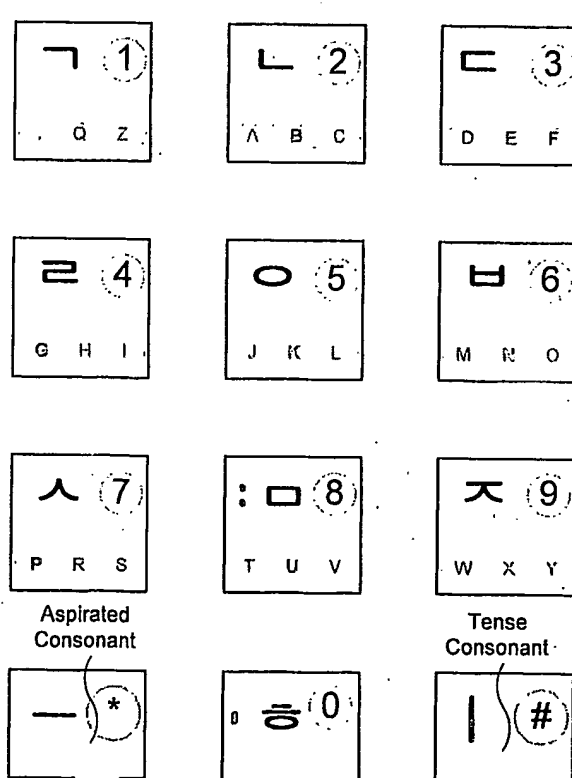 ㄱ 1 ㄴ 2 ㄷ 3
Q Z A B C D E F
ㄹ 4 ㅇ 5 ㅂ 6
G H I J K L M N O
ㅅ 7 : ㅁ 8 ㅈ 9
P R S T U V W X Y
Aspirated Tense
Consonant Consonant
ㅡ * ㅎ 0 ㅣ #